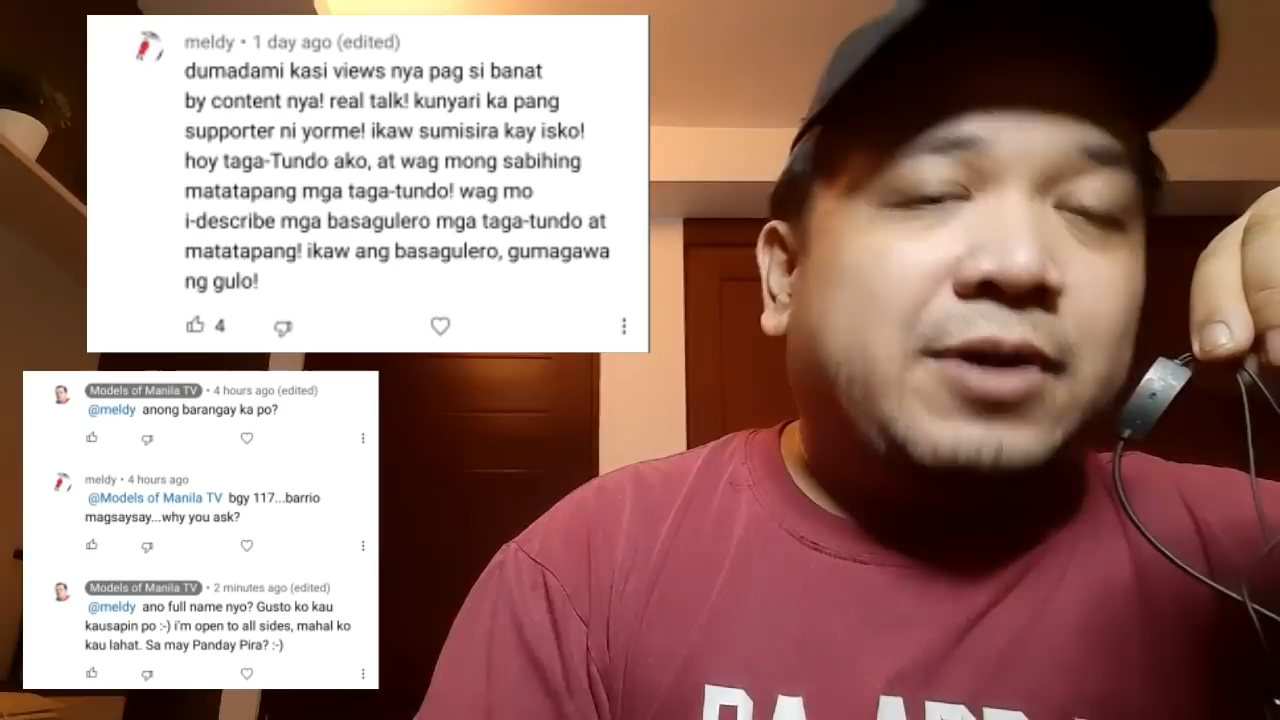 meldy • 1 day ago (edited)
dumadami kasi views nya pag si banat
by content nya! real talk! kunyari ka pang
supporter ni yorme! ikaw sumisira kay isko!
hoy taga-Tundo ako, at wag mong sabihing
matatapang mga taga-tundo! wag mo
i-describe mga basagulero mga taga-tundo at
matatapang! ikaw ang basagulero, gumagawa
ng gulo!
4
Models of Manila TV • 4 hours ago (edited)
@meldy anong barangay ka po?
meldy • 4 hours ago
@Models of Manila TV bgy 117...barrio
magsaysay...why you ask?
Models of Manila TV • 2 minutes ago (edited)
@meldy ano full name nyo? Gusto ko kau
kausapin po :-) i'm open to all sides, mahal ko
kau lahat. Sa may Panday Pira? :-)